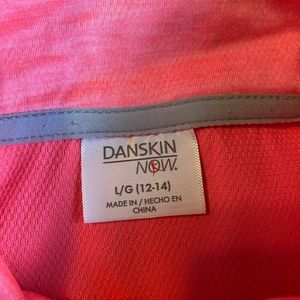 DANSKIN
NOW.
L/G (12-14)
MADE IN / HECHO EN
CHINA